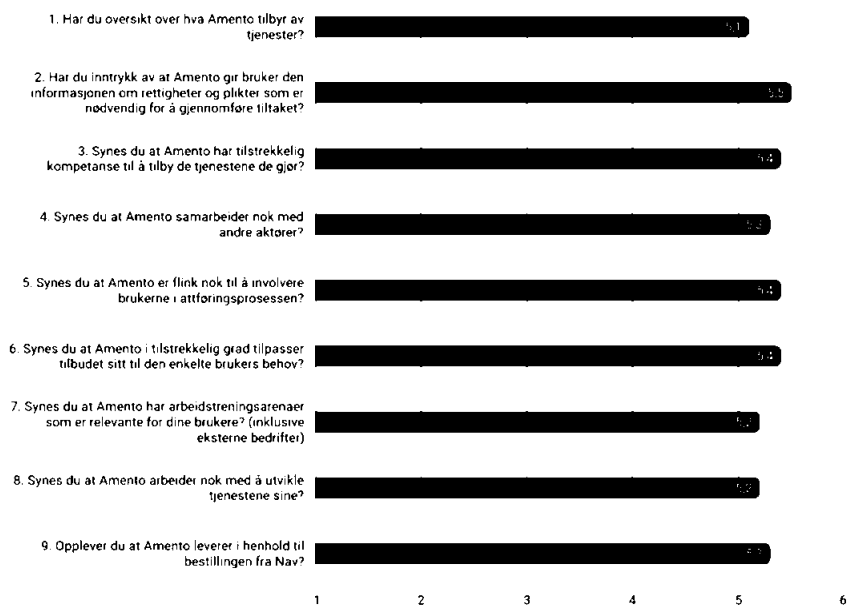 1. Har du oversikt over hva Amento tilbyr av
tjenester?
5,1
2. Har du inntrykk av at Amento gir bruker den
informasjonen om rettigheter og plikter som er
nødvendig for å gjennomføre tiltaket?
5,5
3. Synes du at Amento har tilstrekkelig
kompetanse til å tilby de tjenestene de gjør?
5,4
4. Synes du at Amento samarbeider nok med
andre aktører?
5,3
5. Synes du at Amento er flink nok til å involvere
brukerne i attføringsprosessen?
5,4
6. Synes du at Amento i tilstrekkelig grad tilpasser
tilbudet sitt til den enkelte brukers behov?
5,4
7. Synes du at Amento har arbeidstreningsarenaer
som er relevante for dine brukere? (inklusive
eksterne bedrifter)
5,2
8. Synes du at Amento arbeider nok med å utvikle
tjenestene sine?
5,2
9. Opplever du at Amento leverer i henhold til
bestillingen fra Nav?
5,3
1 2 3 4 5 6